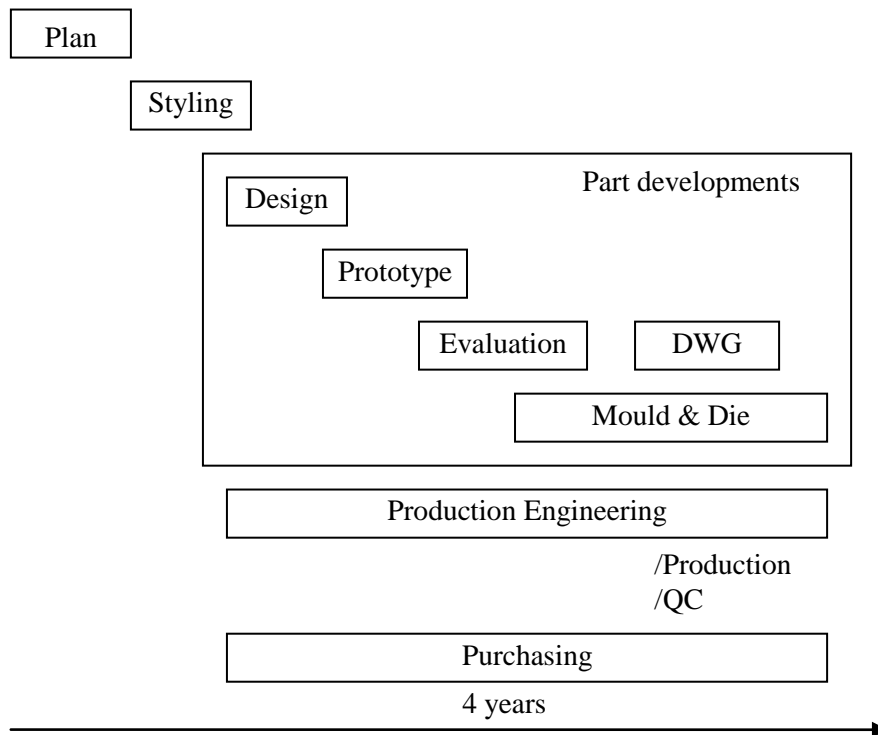 Plan
Styling
Part developments
Design
Prototype
Evaluation
DWG
Mould & Die
Production Engineering
/Production
/QC
Purchasing
4 years